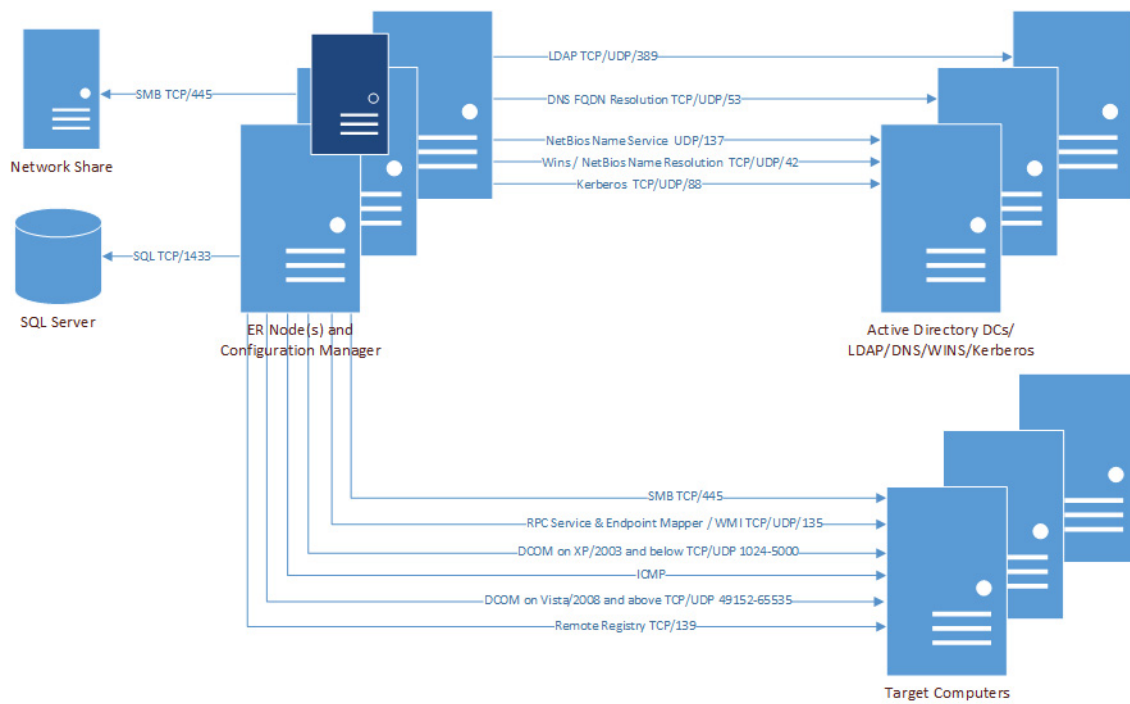 LDAP TCP/UDP/389
SMB TCP/445
DNS FQDN Resolution TCP/UDP/53
NetBios Name Service UDP/137
Wins / NetBios Name Resolution TCP/UDP/42
Kerberos TCP/UDP/88
Network Share
SQL TCP/1433
SQL Server
ER Node(s) and
Configuration Manager
Active Directory DCs/
LDAP/DNS/WINS/Kerberos
SMB TCP/445
RPC Service & Endpoint Mapper / WMI TCP/UDP/135
DCOM on XP/2003 and below TCP/UDP 1024-5000
ICMP
DCOM on Vista/2008 and above TCP/UDP 49152-65535
Remote Registry TCP/139
Target Computers